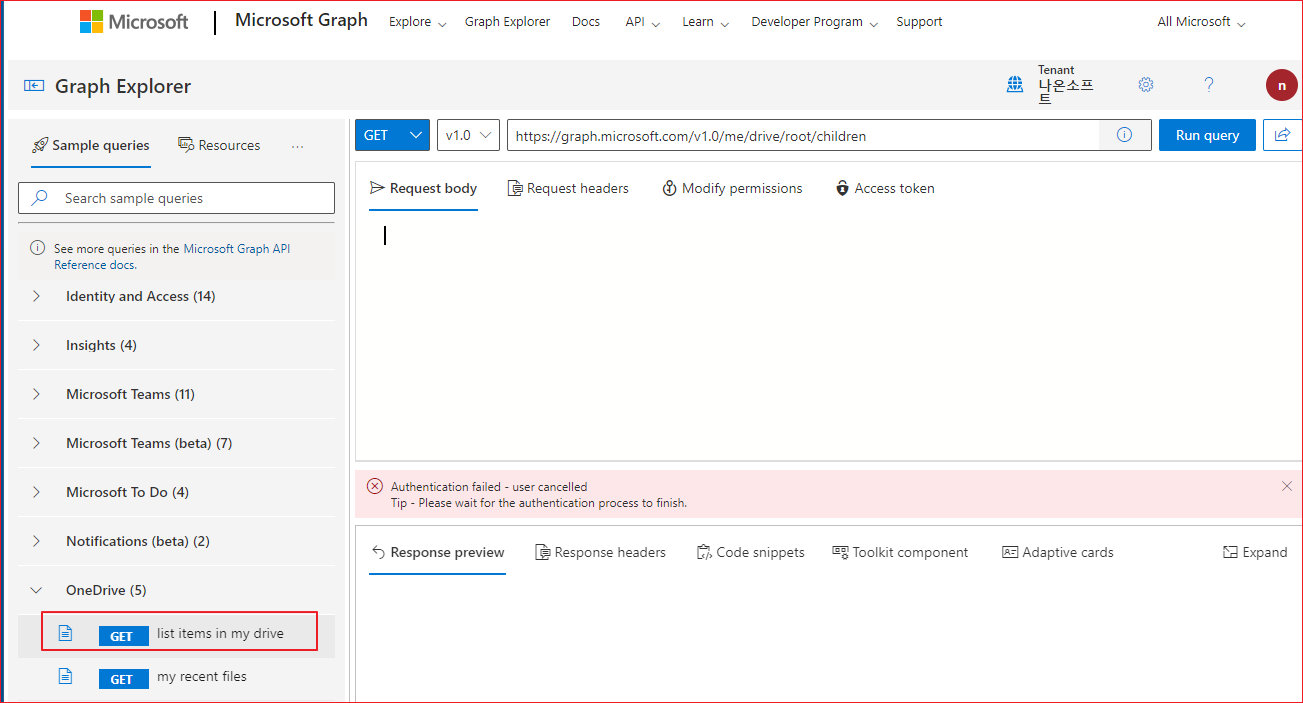 Microsoft
Microsoft Graph
Explore
Graph Explorer
Docs
API
Learn
Developer Program
Support
All Microsoft
Graph Explorer
Tenant
나온소프
트
n
Sample queries
Resources
...
Search sample queries
See more queries in the Microsoft Graph API
Reference docs.
Identity and Access (14)
Insights (4)
Microsoft Teams (11)
Microsoft Teams (beta) (7)
Microsoft To Do (4)
Notifications (beta) (2)
OneDrive (5)
GET list items in my drive
GET my recent files
GET
v1.0
https://graph.microsoft.com/v1.0/me/drive/root/children
Run query
Request body
Request headers
Modify permissions
Access token
Authentication failed - user cancelled
Tip - Please wait for the authentication process to finish.
Response preview
Response headers
Code snippets
Toolkit component
Adaptive cards
Expand